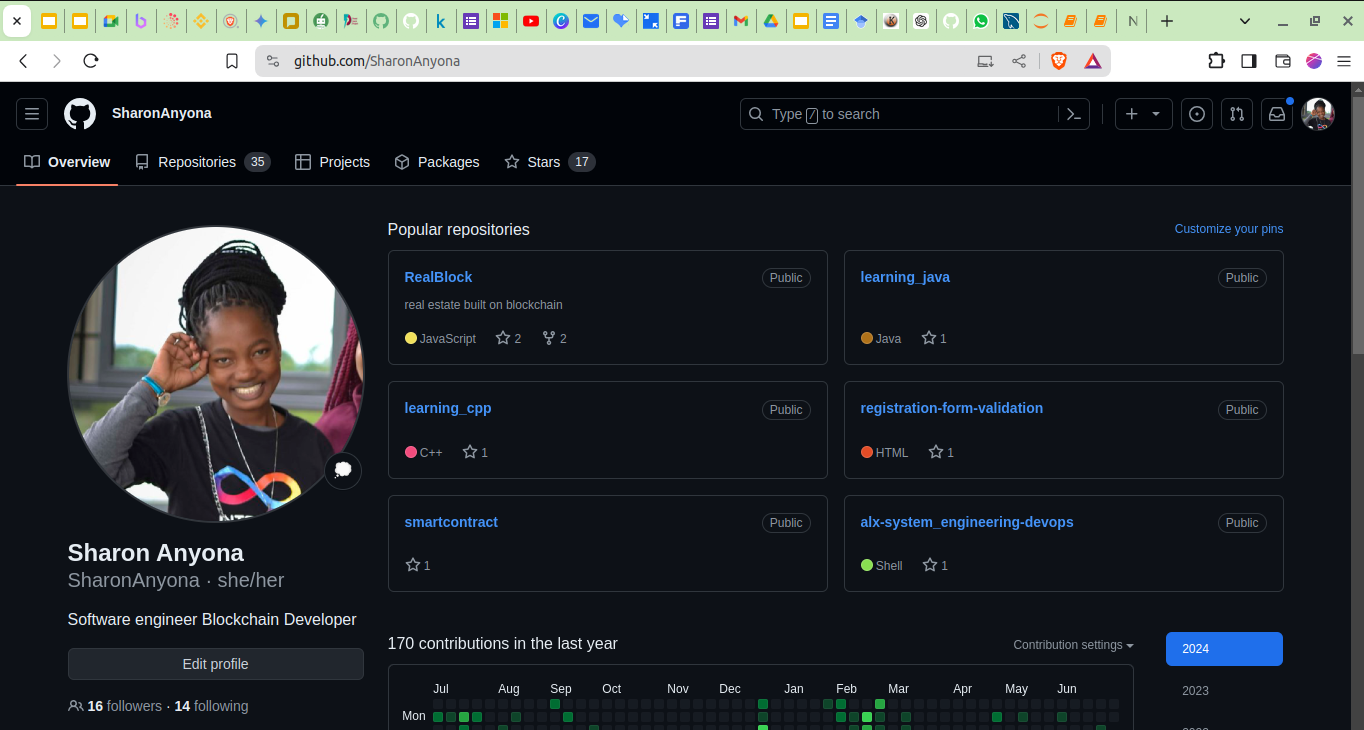 github.com/SharonAnyona
SharonAnyona
Type / to search
Overview
Repositories 35
Projects
Packages
Stars 17
Popular repositories
Customize your pins
RealBlock Public
real estate built on blockchain
JavaScript 2 2
learning_java Public
Java 1
learning_cpp Public
C++ 1
registration-form-validation Public
HTML 1
smartcontract Public
1
alx-system_engineering-devops Public
Shell 1
Sharon Anyona
SharonAnyona · she/her
Software engineer Blockchain Developer
Edit profile
16 followers · 14 following
170 contributions in the last year
Contribution settings
2024
2023
Jul Aug Sep Oct Nov Dec Jan Feb Mar Apr May Jun
Mon